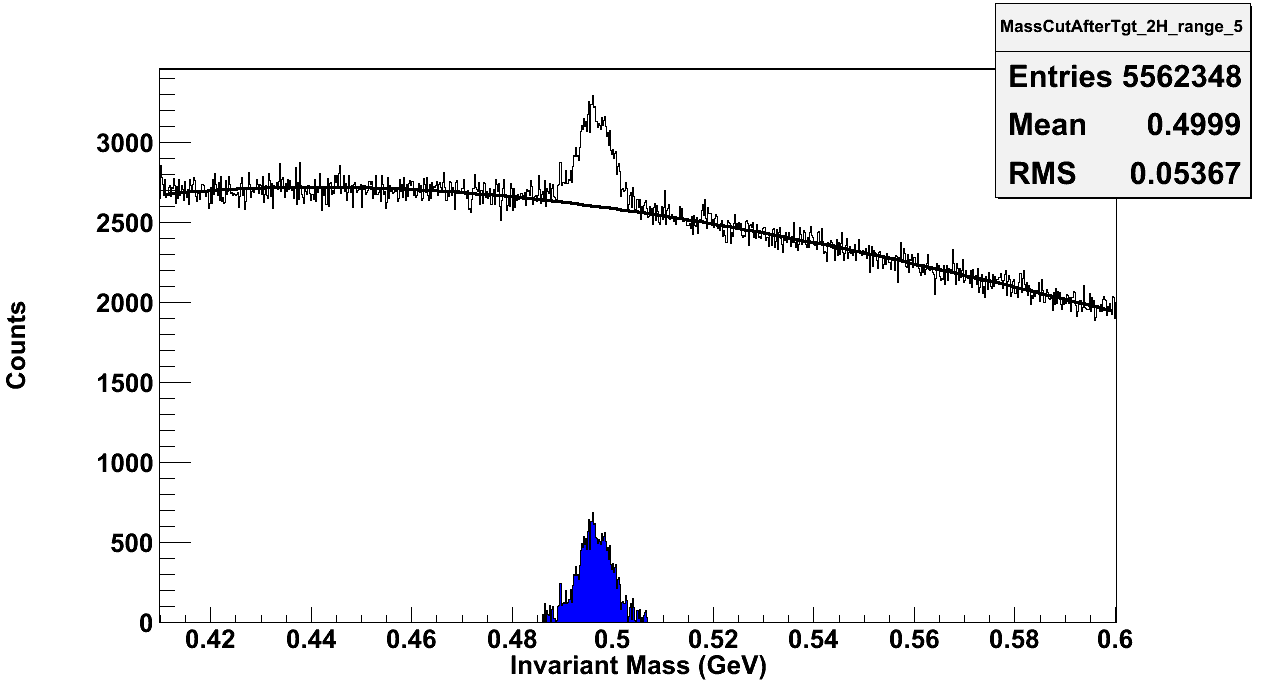 MassCutAfterTgt_2H_range_5
Entries 5562348
Mean 0.4999
RMS 0.05367
3000
2500
2000
1500
1000
500
0
Counts
0.42 0.44 0.46 0.48 0.5 0.52 0.54 0.56 0.58 0.6
Invariant Mass (GeV)